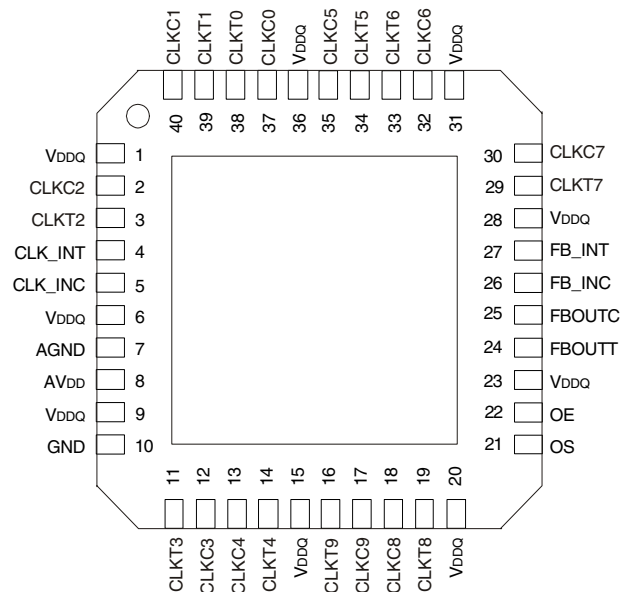 CLKC1 CLKT1 CLKT0 CLKC0 VDDQ CLKC5 CLKT5 CLKT6 CLKC6 VDDQ
40 39 38 37 36 35 34 33 32 31
VDDQ 1 30 CLKC7
CLKC2 2 29 CLKT7
CLKT2 3 28 VDDQ
CLK_INT 4 27 FB_INT
CLK_INC 5 26 FB_INC
VDDQ 6 25 FBOUTC
AGND 7 24 FBOUTT
AVDD 8 23 VDDQ
VDDQ 9 22 OE
GND 10 21 OS
11 12 13 14 15 16 17 18 19 20
CLKT3 CLKC3 CLKC4 CLKT4 VDDQ CLKT9 CLKC9 CLKC8 CLKT8 VDDQ